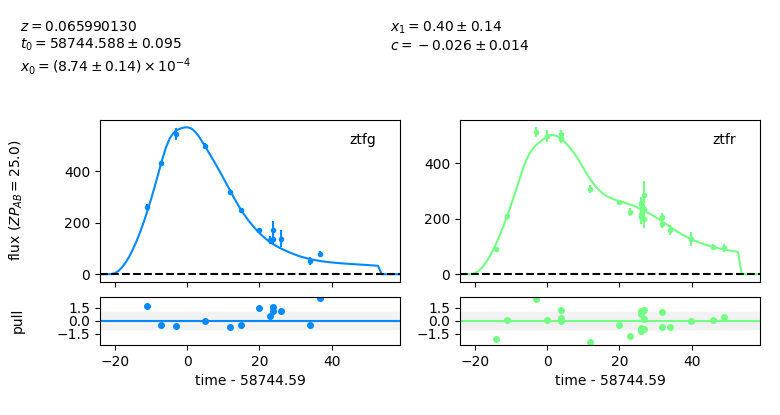 z = 0.065990130
t₀ = 58744.588 ± 0.095
x₀ = (8.74 ± 0.14) × 10⁻⁴
x₁ = 0.40 ± 0.14
c = −0.026 ± 0.014
flux (ZP_AB = 25.0)
400
200
0
ztfg
400
200
0
ztfr
pull
1.5
0.0
−1.5
−20 0 20 40
time - 58744.59
1.5
0.0
−1.5
−20 0 20 40
time - 58744.59